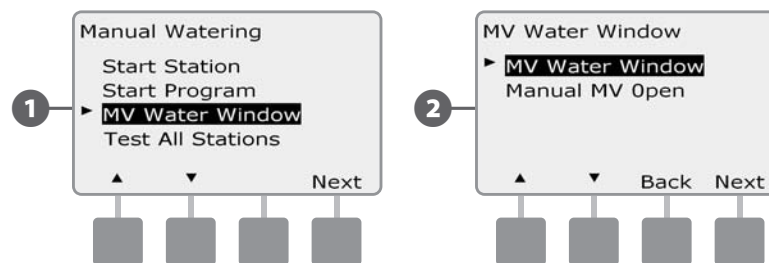 Manual Watering
Start Station
Start Program
MV Water Window
Test All Stations
Next
1
MV Water Window
MV Water Window
Manual MV 0pen
Back Next
2